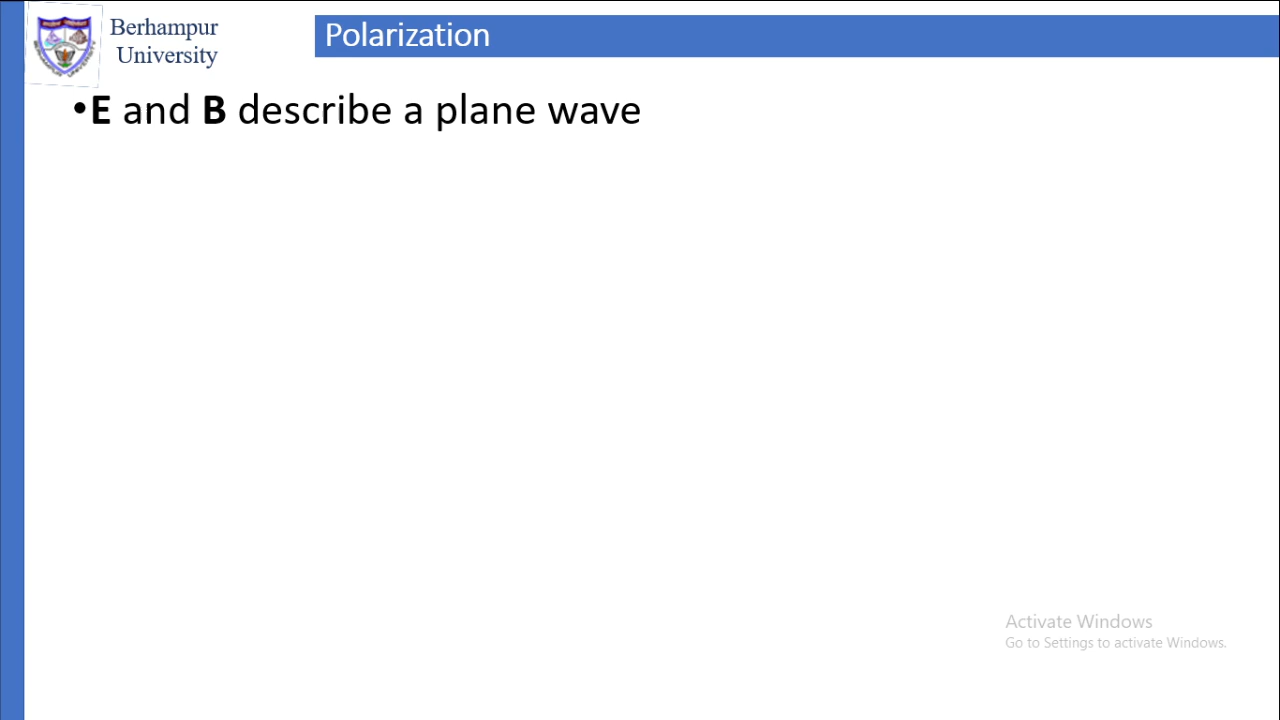 Berhampur
University
Polarization
•E and B describe a plane wave
Activate Windows
Go to Settings to activate Windows.